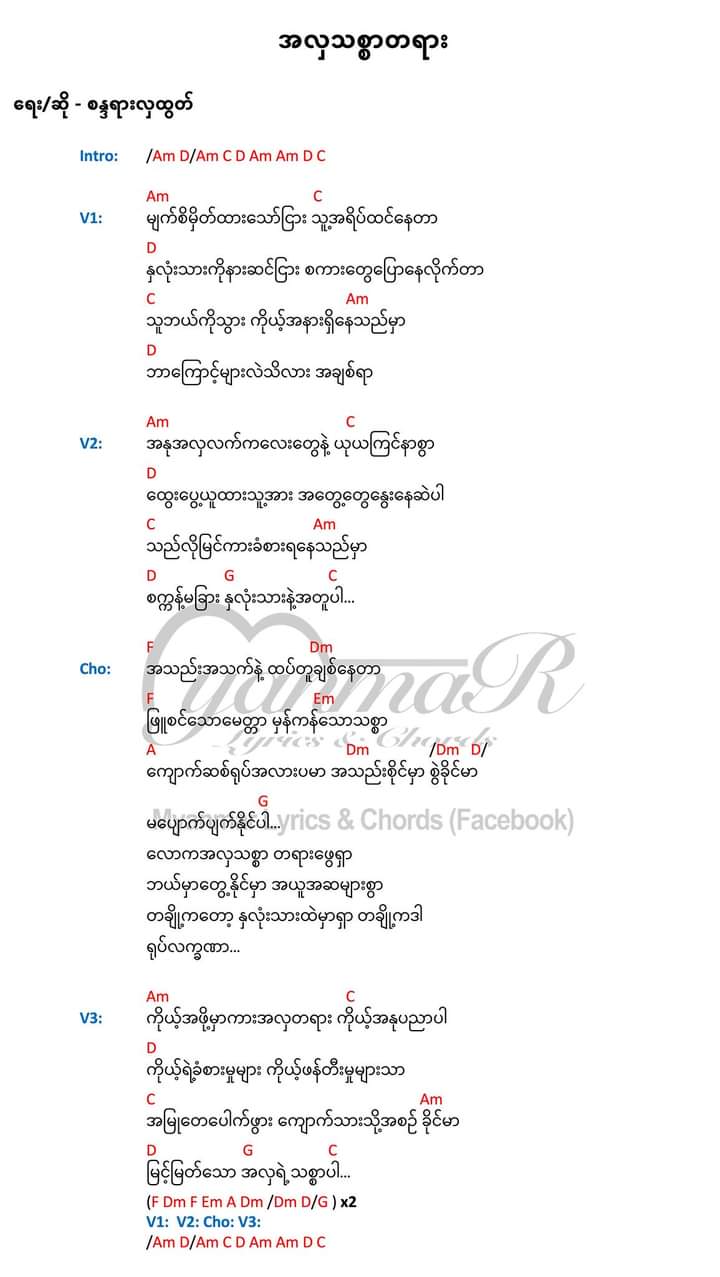 အလှသစ္စာတရား
ရေး/ဆို - စန္ဒရားလှထွတ်
Intro: /Am D/Am C D Am Am D C
Am C
V1: မျက်စိမှိတ်ထားသော်ငြား သူ့အရိပ်ထင်နေတာ
D
နှလုံးသားကိုနားဆင်ငြား စကားတွေပြောနေလိုက်တာ
C Am
သူဘယ်ကိုသွား ကိုယ့်အနားရှိနေသည်မှာ
D
ဘာကြောင့်များလဲသိလား အချစ်ရာ
Am C
V2: အနုအလှလက်ကလေးတွေနဲ့ ယုယကြင်နာစွာ
D
ထွေးပွေ့ယူထားသူ့အား အတွေ့တွေနွေးနေဆဲပါ
C Am
သည်လိုမြင်ကားခံစားရနေသည်မှာ
D G C
စက္ကန့်မခြား နှလုံးသားနဲ့အတူပါ...
F Dm
Cho: အသည်းအသက်နဲ့ ထပ်တူချစ်နေတာ
F Em
ဖြူစင်သောမေတ္တာ မှန်ကန်သောသစ္စာ
A Dm /Dm D/
ကျောက်ဆစ်ရုပ်အလားပမာ အသည်းစိုင်မှာ စွဲခိုင်မာ
G
မပျောက်ပျက်နိုင်ပါ...
လောကအလှသစ္စာ တရားဖွေရှာ
ဘယ်မှာတွေ့နိုင်မှာ အယူအဆများစွာ
တချို့ကတော့ နှလုံးသားထဲမှာရှာ တချို့ကဒါ
ရုပ်လက္ခဏာ...
Am C
V3: ကိုယ့်အဖို့မှာကားအလှတရား ကိုယ့်အနုပညာပါ
D
ကိုယ့်ရဲ့ခံစားမှုများ ကိုယ့်ဖန်တီးမှုများသာ
C Am
အမြုတေပေါက်ဖွား ကျောက်သားသို့အစဉ် ခိုင်မာ
D G C
မြင့်မြတ်သော အလှရဲ့သစ္စာပါ...
(F Dm F Em A Dm /Dm D/G ) x2
V1: V2: Cho: V3:
/Am D/Am C D Am Am D C
yanmaR
Lyrics & Chords
Myanmar Lyrics & Chords (Facebook)